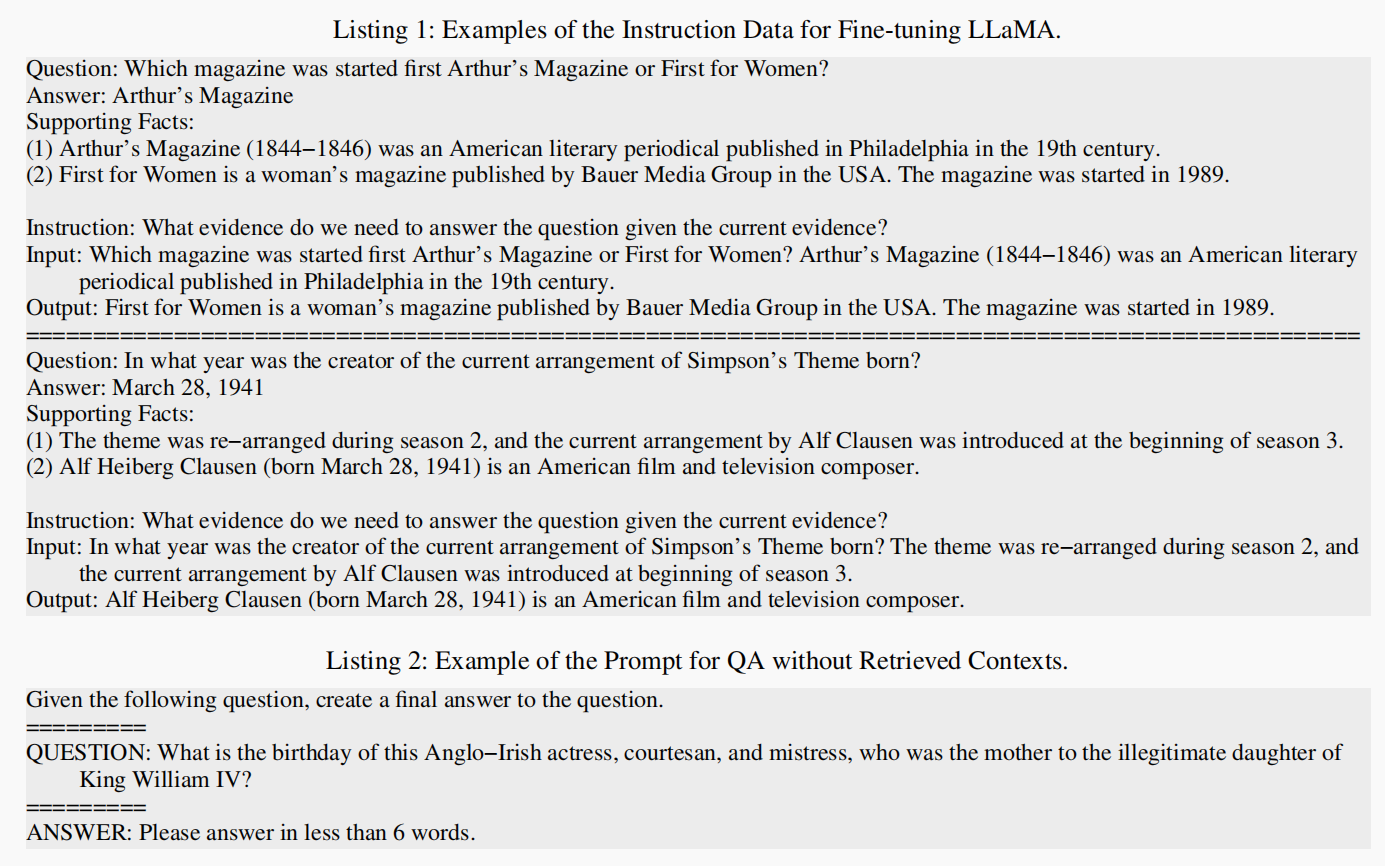 Listing 1: Examples of the Instruction Data for Fine-tuning LLaMA.
Question: Which magazine was started first Arthur’s Magazine or First for Women?
Answer: Arthur’s Magazine
Supporting Facts:
(1) Arthur’s Magazine (1844−1846) was an American literary periodical published in Philadelphia in the 19th century.
(2) First for Women is a woman’s magazine published by Bauer Media Group in the USA. The magazine was started in 1989.
Instruction: What evidence do we need to answer the question given the current evidence?
Input: Which magazine was started first Arthur’s Magazine or First for Women? Arthur’s Magazine (1844−1846) was an American literary
periodical published in Philadelphia in the 19th century.
Output: First for Women is a woman’s magazine published by Bauer Media Group in the USA. The magazine was started in 1989.
=====================================================================================================
Question: In what year was the creator of the current arrangement of Simpson’s Theme born?
Answer: March 28, 1941
Supporting Facts:
(1) The theme was re−arranged during season 2, and the current arrangement by Alf Clausen was introduced at the beginning of season 3.
(2) Alf Heiberg Clausen (born March 28, 1941) is an American film and television composer.
Instruction: What evidence do we need to answer the question given the current evidence?
Input: In what year was the creator of the current arrangement of Simpson’s Theme born? The theme was re−arranged during season 2, and
the current arrangement by Alf Clausen was introduced at beginning of season 3.
Output: Alf Heiberg Clausen (born March 28, 1941) is an American film and television composer.
Listing 2: Example of the Prompt for QA without Retrieved Contexts.
Given the following question, create a final answer to the question.
=========
QUESTION: What is the birthday of this Anglo−Irish actress, courtesan, and mistress, who was the mother to the illegitimate daughter of
King William IV?
=========
ANSWER: Please answer in less than 6 words.